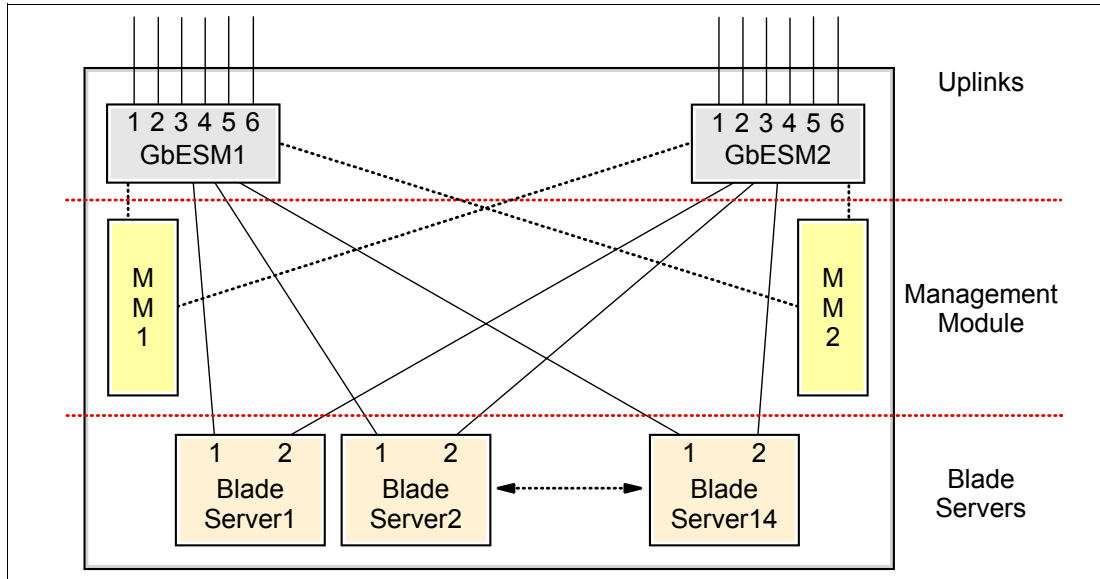 Uplinks
1 2 3 4 5 6
GbESM1
1 2 3 4 5 6
GbESM2
M
M
1
M
M
2
Management
Module
1 2
Blade
Server1
1 2
Blade
Server2
1 2
Blade
Server14
Blade
Servers